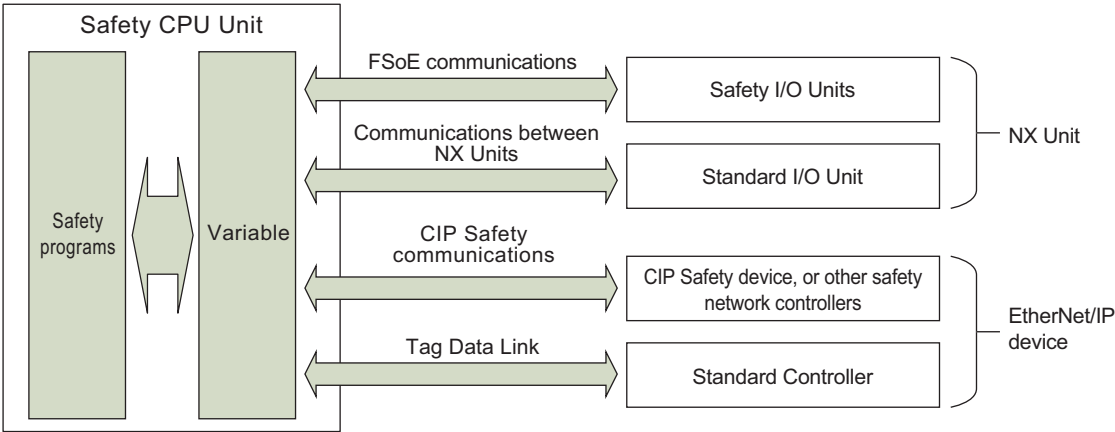 Safety CPU Unit
Safety
programs
Variable
FSoE communications
Safety I/O Units
Communications between
NX Units
Standard I/O Unit
NX Unit
CIP Safety
communications
CIP Safety device, or other safety
network controllers
Tag Data Link
Standard Controller
EtherNet/IP
device